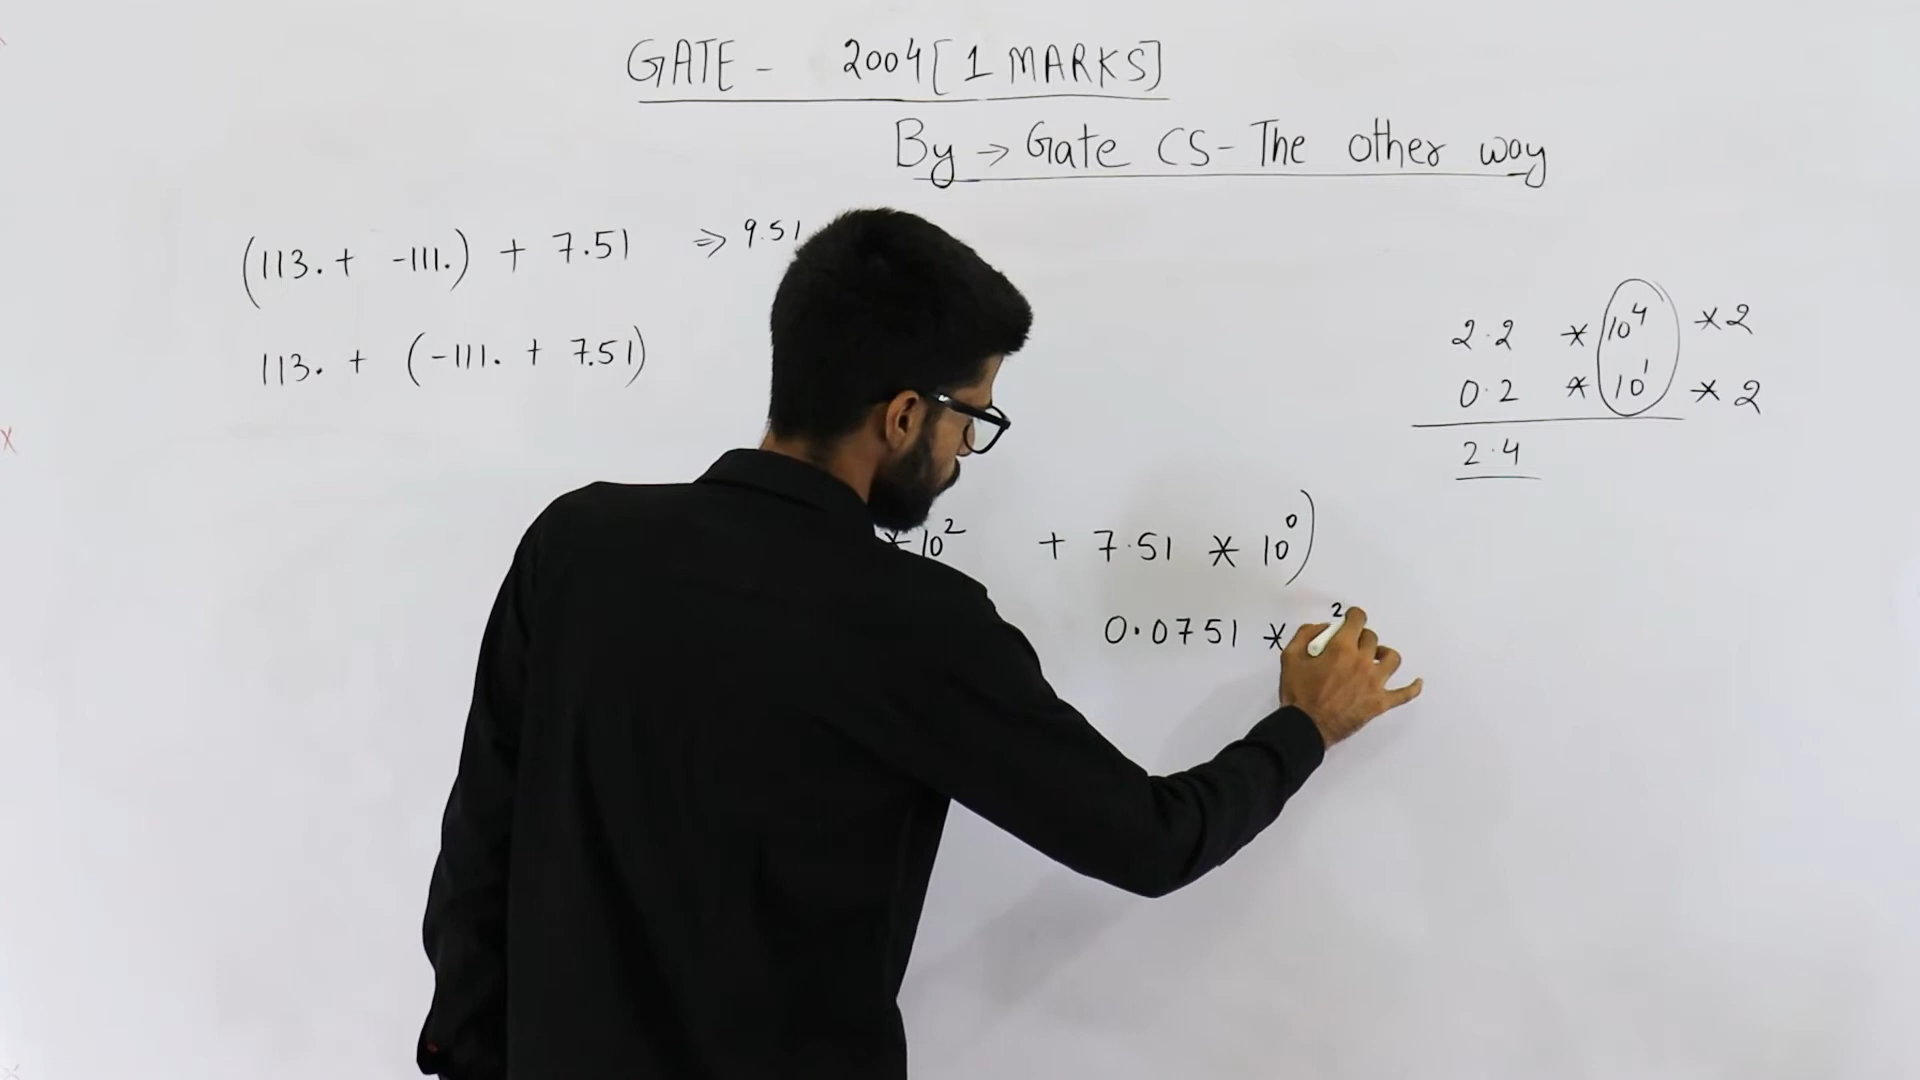 GATE - 2004 [1 MARKS]
By → Gate CS - The other way
(113. + -111.) + 7.51 ⇒ 9.51
113. + (-111. + 7.51)
2.2 * 10⁴ * 2
0.2 * 10¹ * 2
2.4
* 10² + 7.51 * 10⁰)
0.0751 * ²